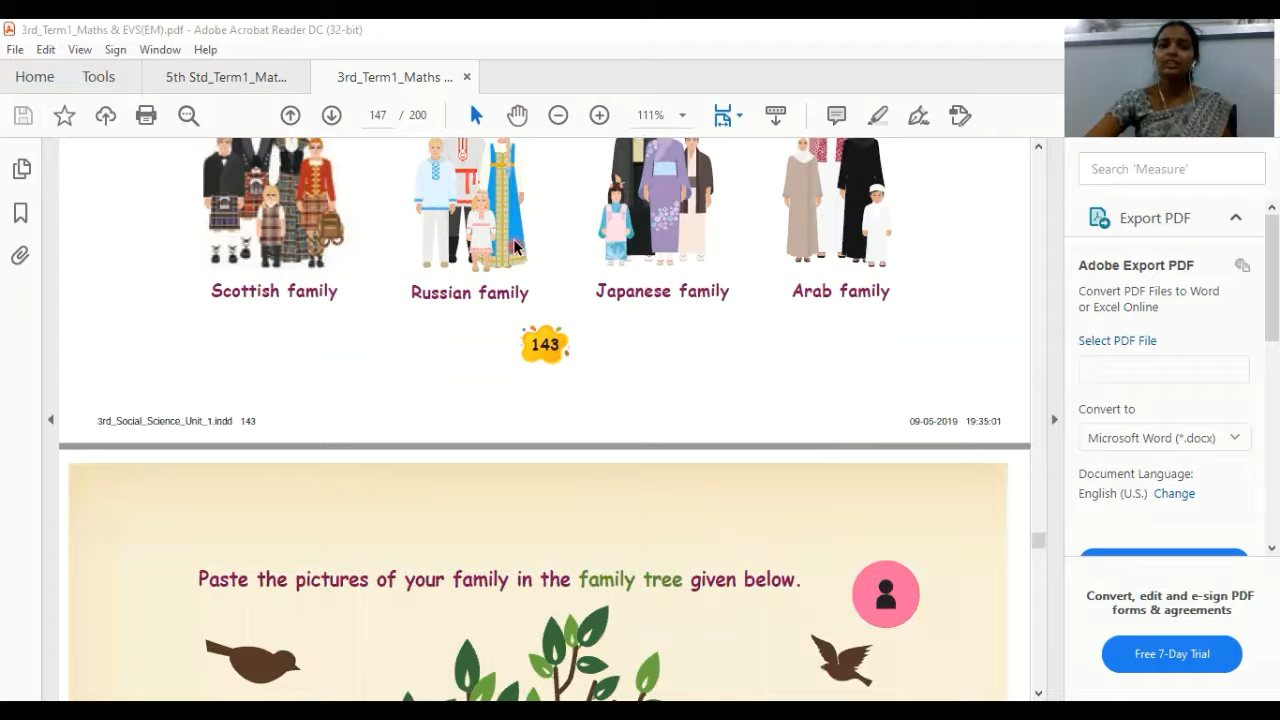 3rd_Term1_Maths & EVS(EM).pdf - Adobe Acrobat Reader DC (32-bit)
File Edit View Sign Window Help
Home Tools 5th Std_Term1_Mat... 3rd_Term1_Maths ... ×
147 / 200 111%
Search 'Measure'
Export PDF
Adobe Export PDF
Convert PDF Files to Word
or Excel Online
Select PDF File
Convert to
Microsoft Word (*.docx)
Document Language:
English (U.S.) Change
Convert, edit and e-sign PDF
forms & agreements
Free 7-Day Trial
Scottish family Russian family Japanese family Arab family
143
3rd_Social_Science_Unit_1.indd 143 09-05-2019 19:35:01
Paste the pictures of your family in the family tree given below.